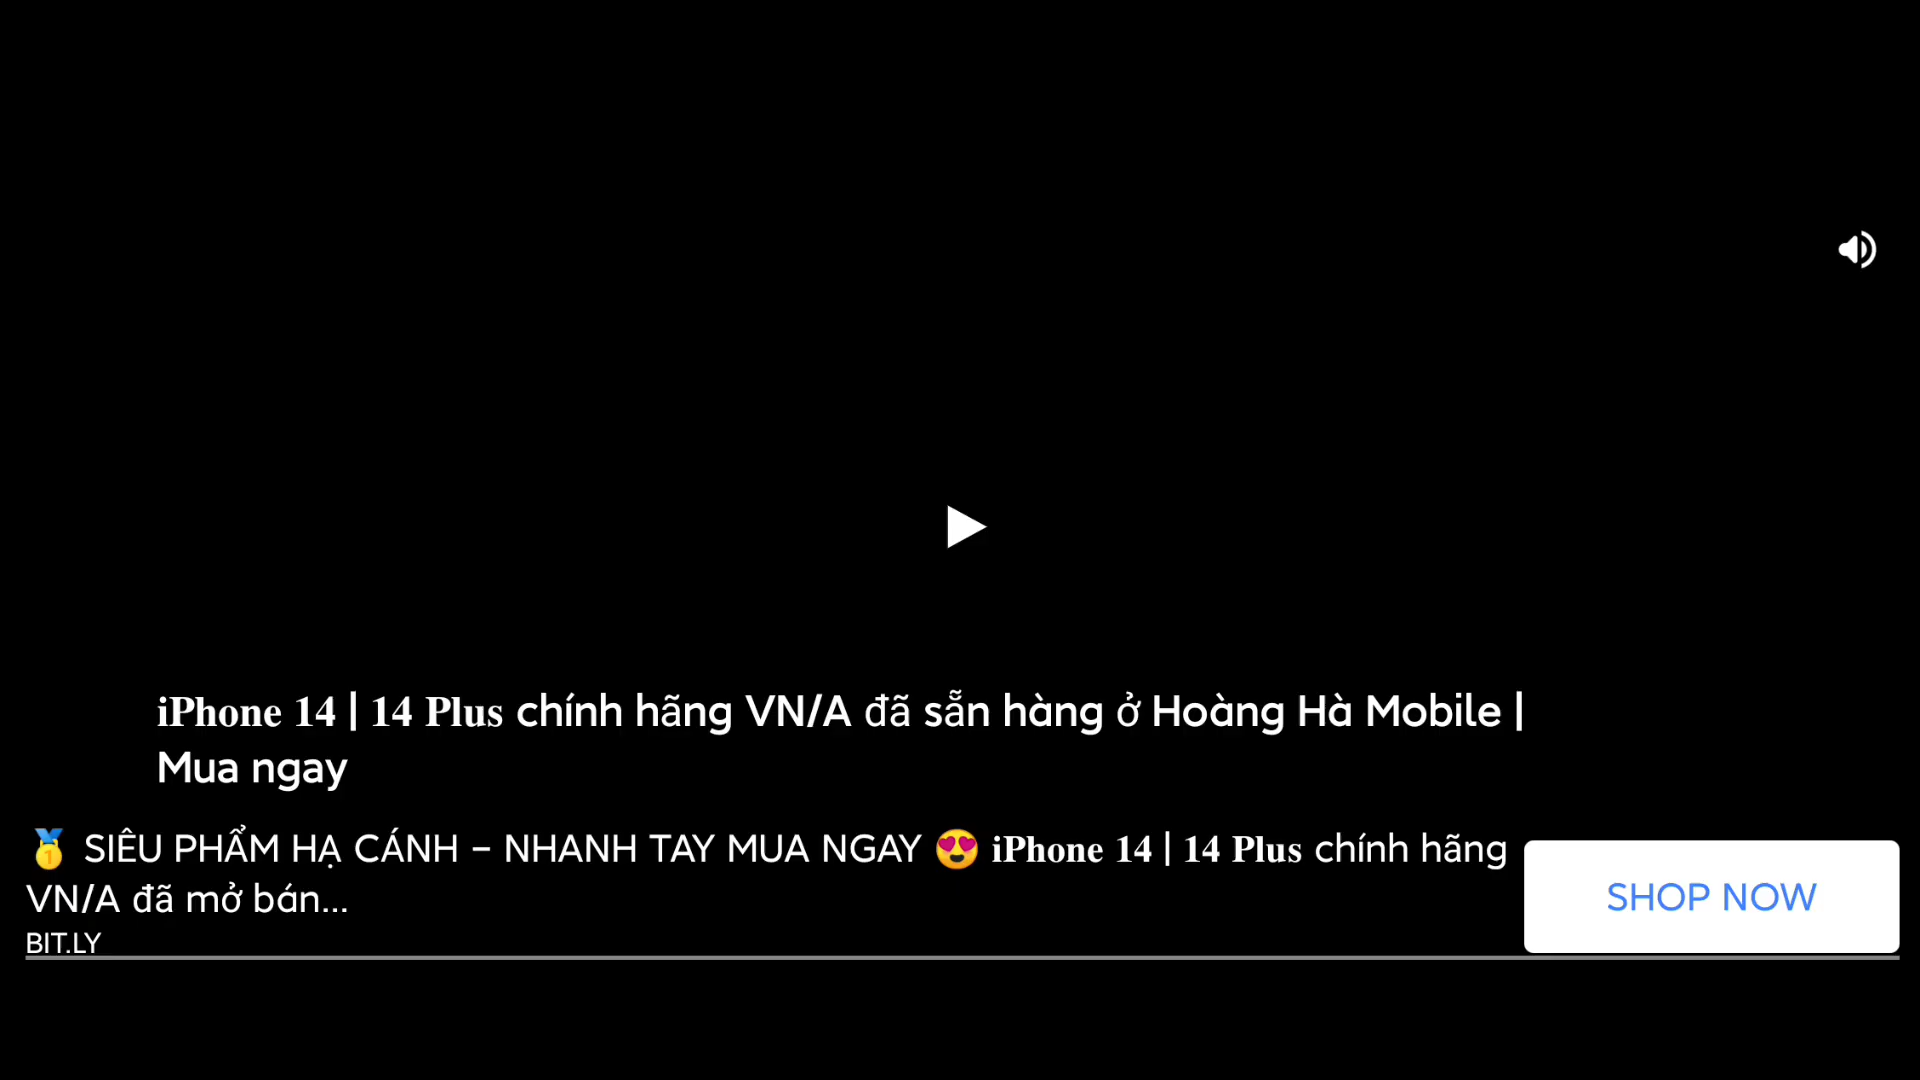 iPhone 14 | 14 Plus chính hãng VN/A đã sẵn hàng ở Hoàng Hà Mobile |
Mua ngay
🥇 SIÊU PHẨM HẠ CÁNH – NHANH TAY MUA NGAY 😍 iPhone 14 | 14 Plus chính hãng
VN/A đã mở bán...
SHOP NOW
BIT.LY